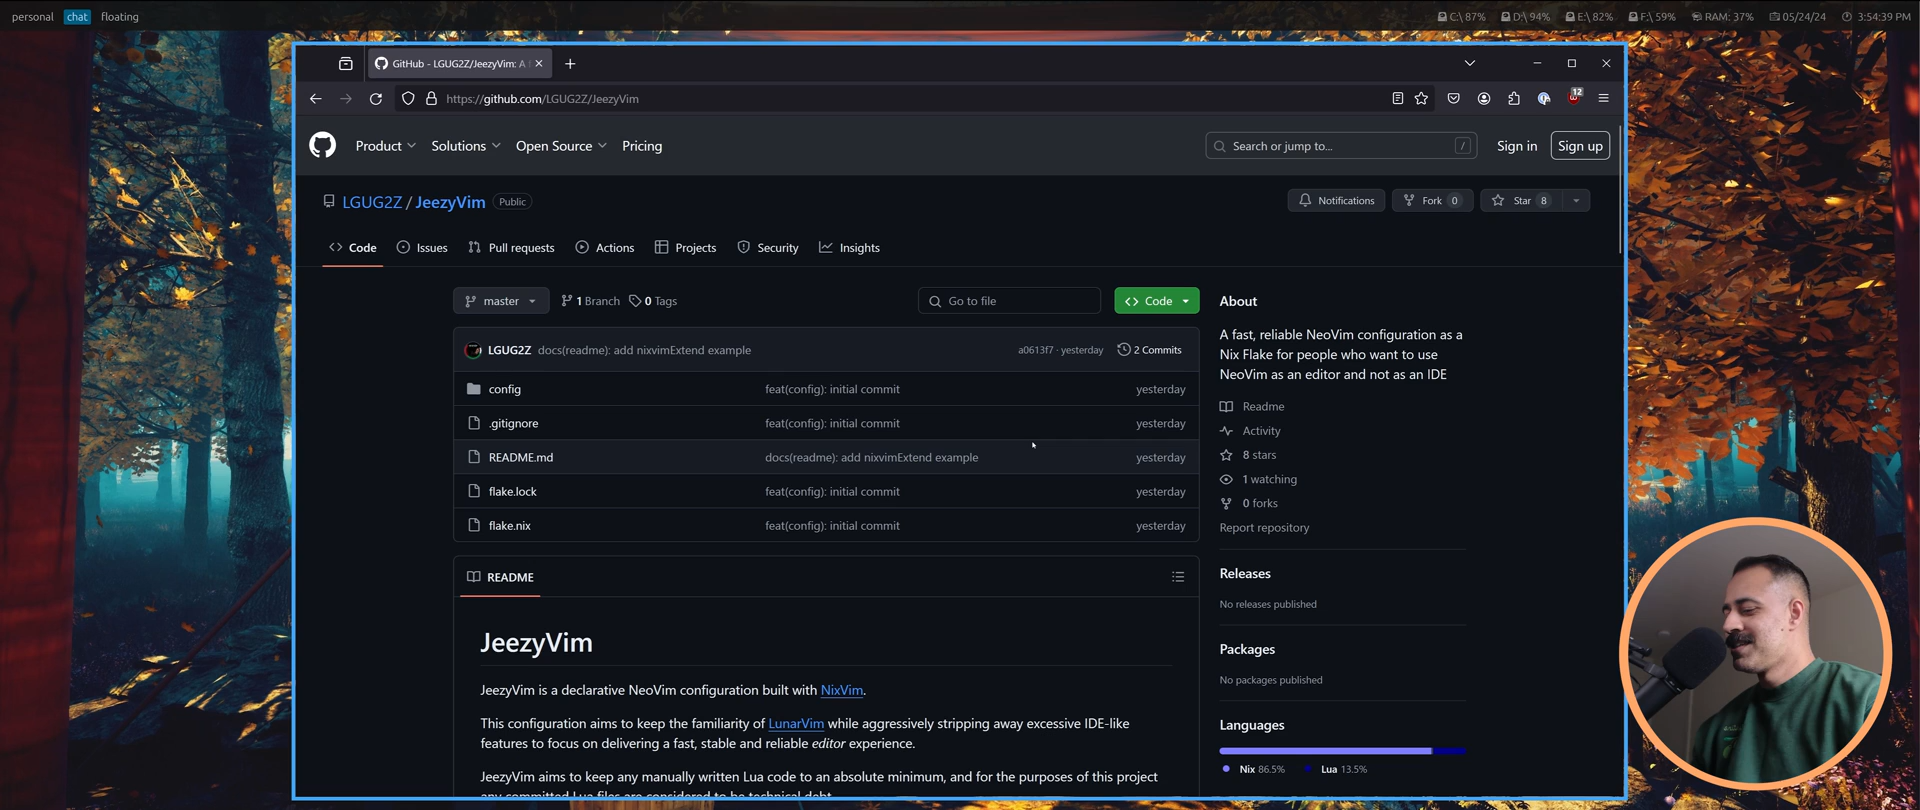 personal chat floating
C:\ 87% D:\ 94% E:\ 82% F:\ 59% RAM: 37% 05/24/24 3:54:39 PM
GitHub - LGUG2Z/JeezyVim: A
https://github.com/LGUG2Z/JeezyVim
12
Product Solutions Open Source Pricing
Search or jump to... /
Sign in Sign up
LGUG2Z / JeezyVim Public
Notifications Fork 0 Star 8
Code Issues Pull requests Actions Projects Security Insights
master 1 Branch 0 Tags
Go to file Code
LGUG2Z docs(readme): add nixvimExtend example a0613f7 · yesterday 2 Commits
config feat(config): initial commit yesterday
.gitignore feat(config): initial commit yesterday
README.md docs(readme): add nixvimExtend example yesterday
flake.lock feat(config): initial commit yesterday
flake.nix feat(config): initial commit yesterday
README
JeezyVim
JeezyVim is a declarative NeoVim configuration built with NixVim.
This configuration aims to keep the familiarity of LunarVim while aggressively stripping away excessive IDE-like
features to focus on delivering a fast, stable and reliable editor experience.
JeezyVim aims to keep any manually written Lua code to an absolute minimum, and for the purposes of this project
any committed Lua files are considered to be technical debt.
About
A fast, reliable NeoVim configuration as a
Nix Flake for people who want to use
NeoVim as an editor and not as an IDE
Readme
Activity
8 stars
1 watching
0 forks
Report repository
Releases
No releases published
Packages
No packages published
Languages
Nix 86.5% Lua 13.5%